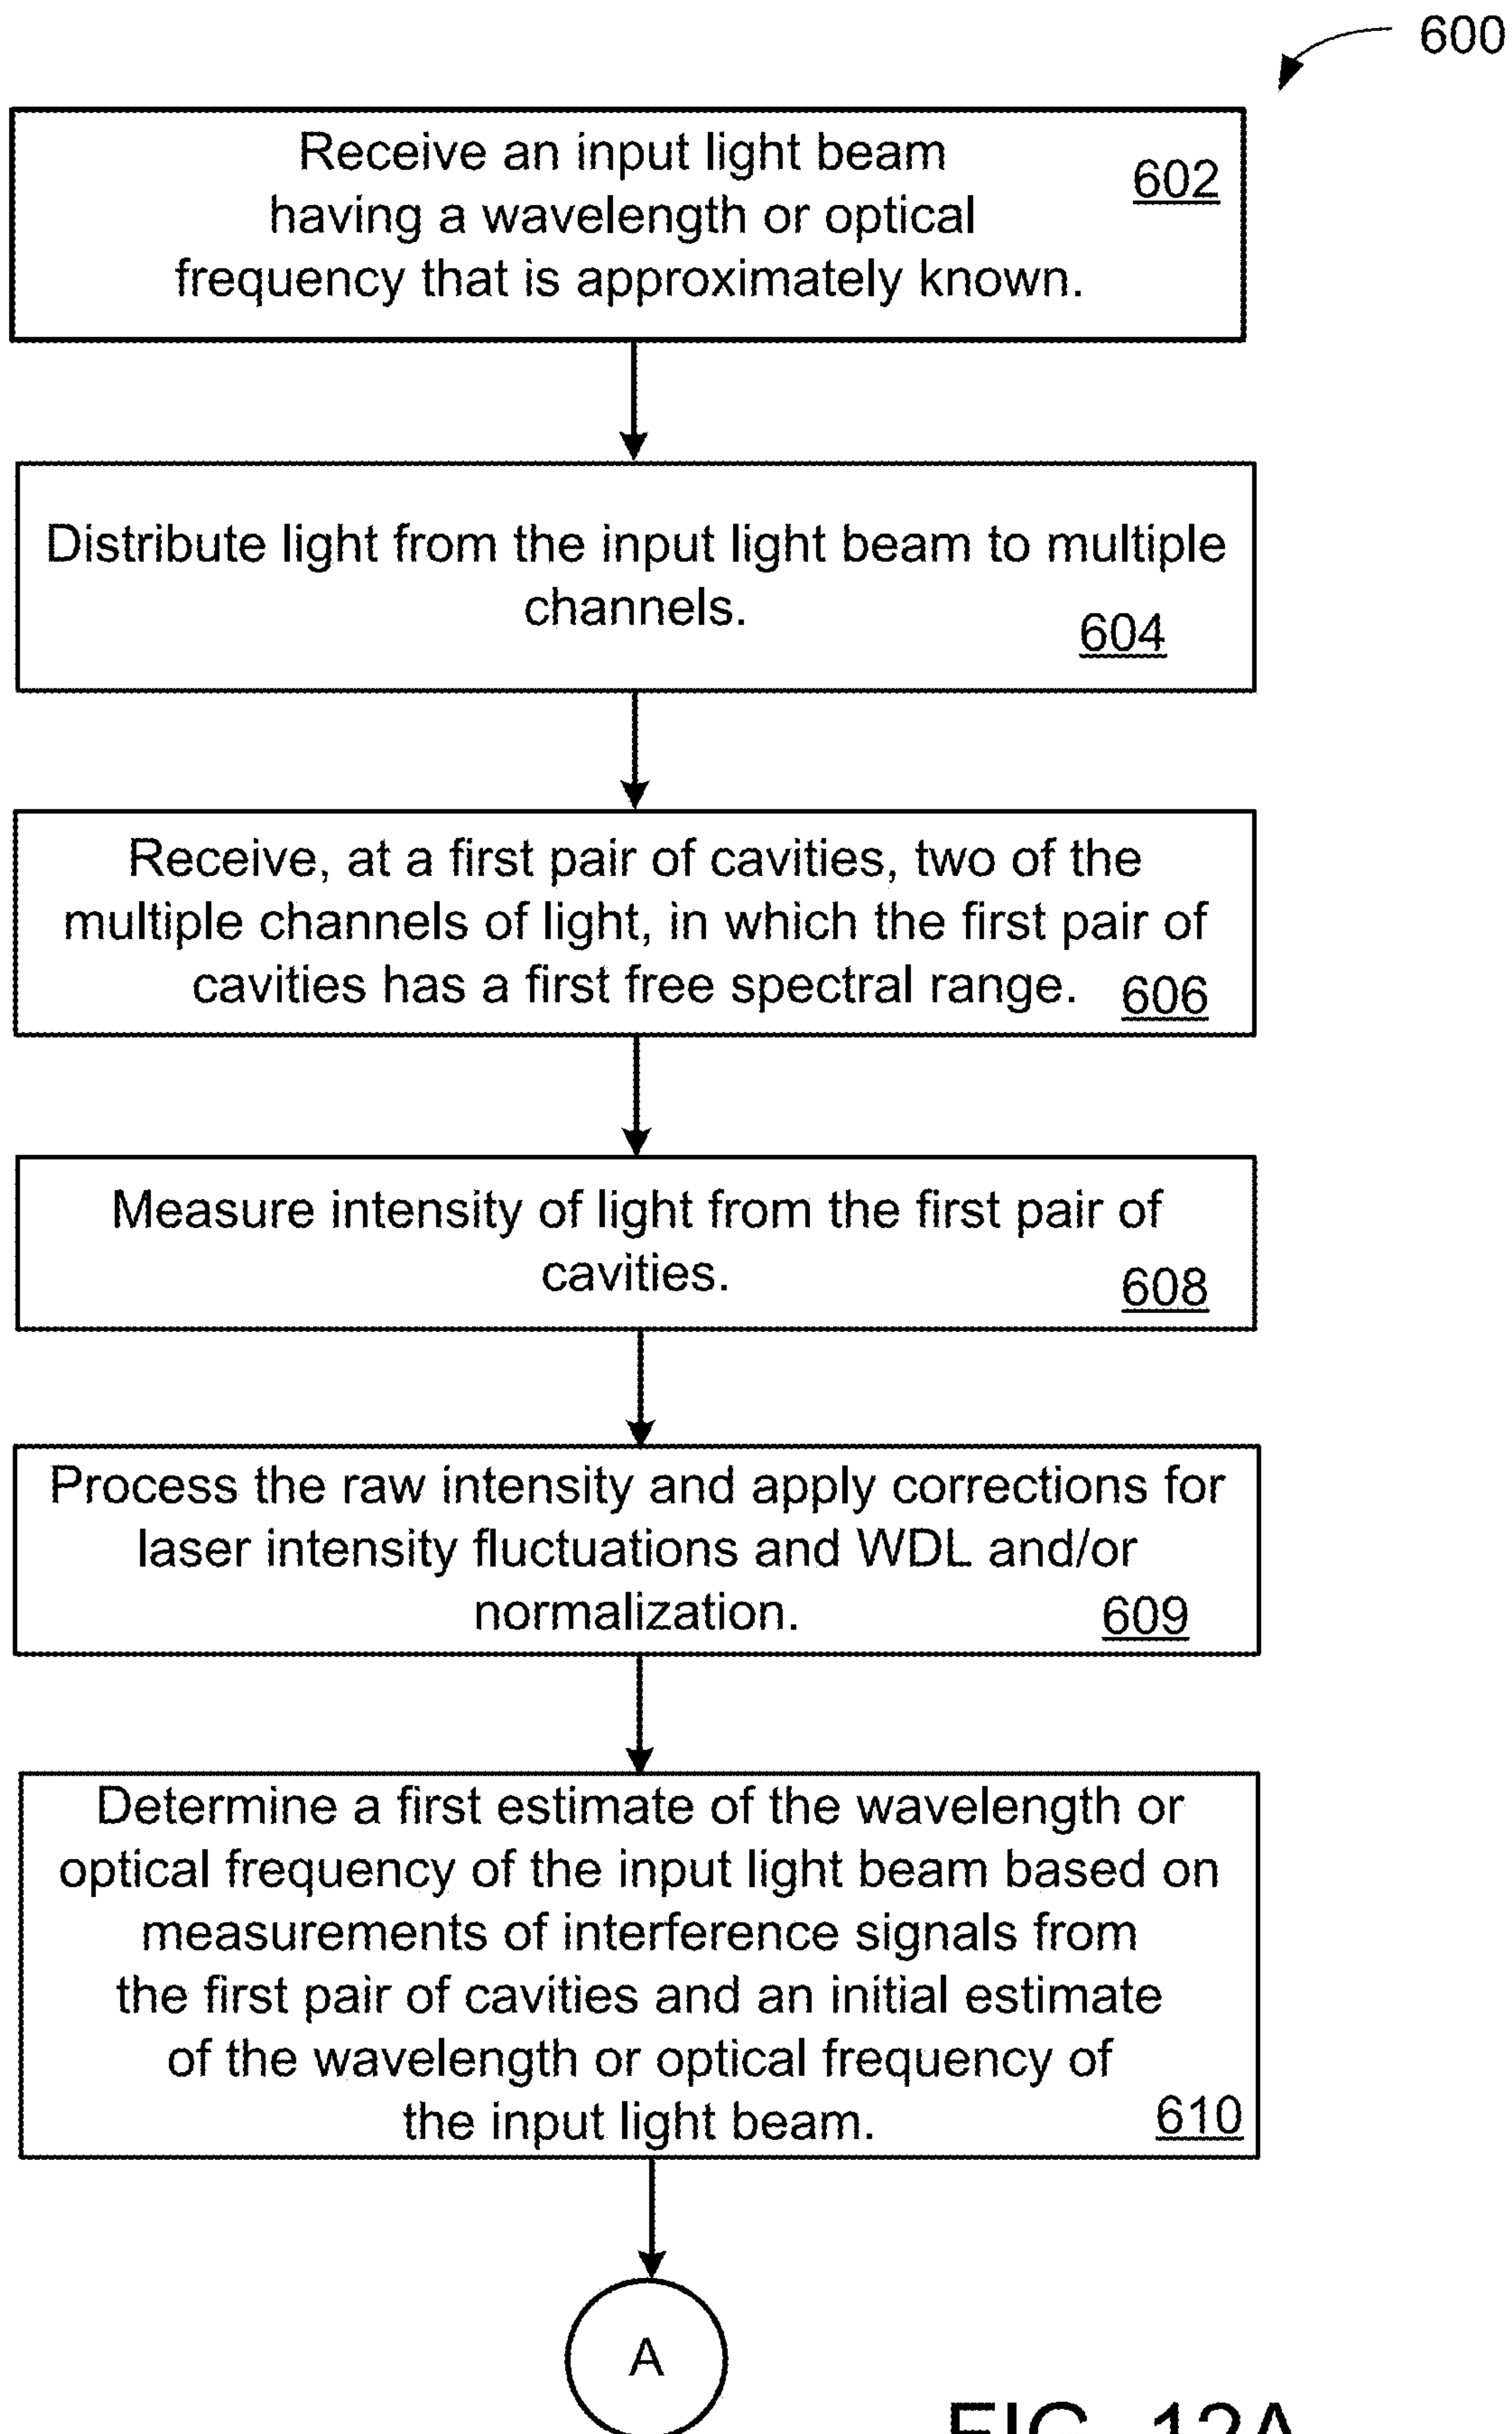 600
Receive an input light beam
having a wavelength or optical
frequency that is approximately known.
602
Distribute light from the input light beam to multiple
channels.
604
Receive, at a first pair of cavities, two of the
multiple channels of light, in which the first pair of
cavities has a first free spectral range.
606
Measure intensity of light from the first pair of
cavities.
608
Process the raw intensity and apply corrections for
laser intensity fluctuations and WDL and/or
normalization.
609
Determine a first estimate of the wavelength or
optical frequency of the input light beam based on
measurements of interference signals from
the first pair of cavities and an initial estimate
of the wavelength or optical frequency of
the input light beam.
610
A
FIG. 12A